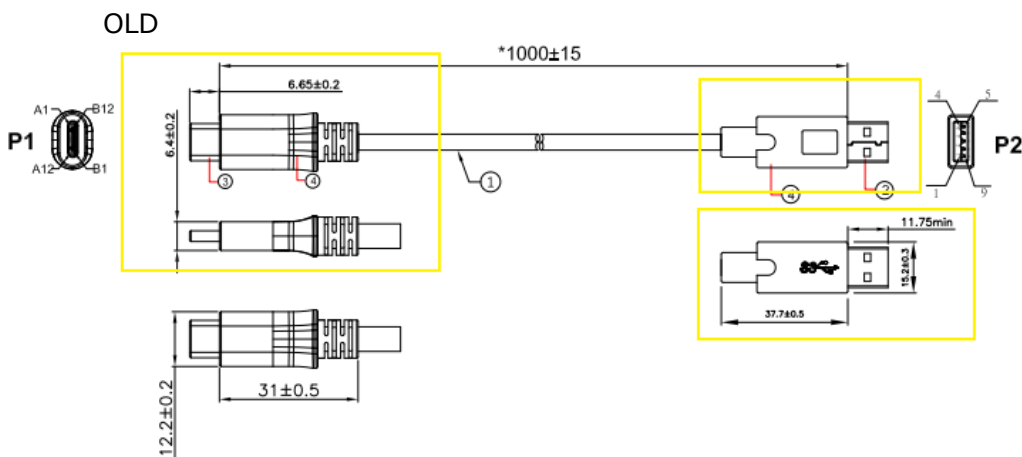 OLD
*1000±15
6.65±0.2
A1
B12
P1
A12
B1
6.4±0.2
③
④
①
④
②
4
5
P2
1
9
11.75min
SS
15.2±0.3
37.7±0.5
31±0.5
12.2±0.2